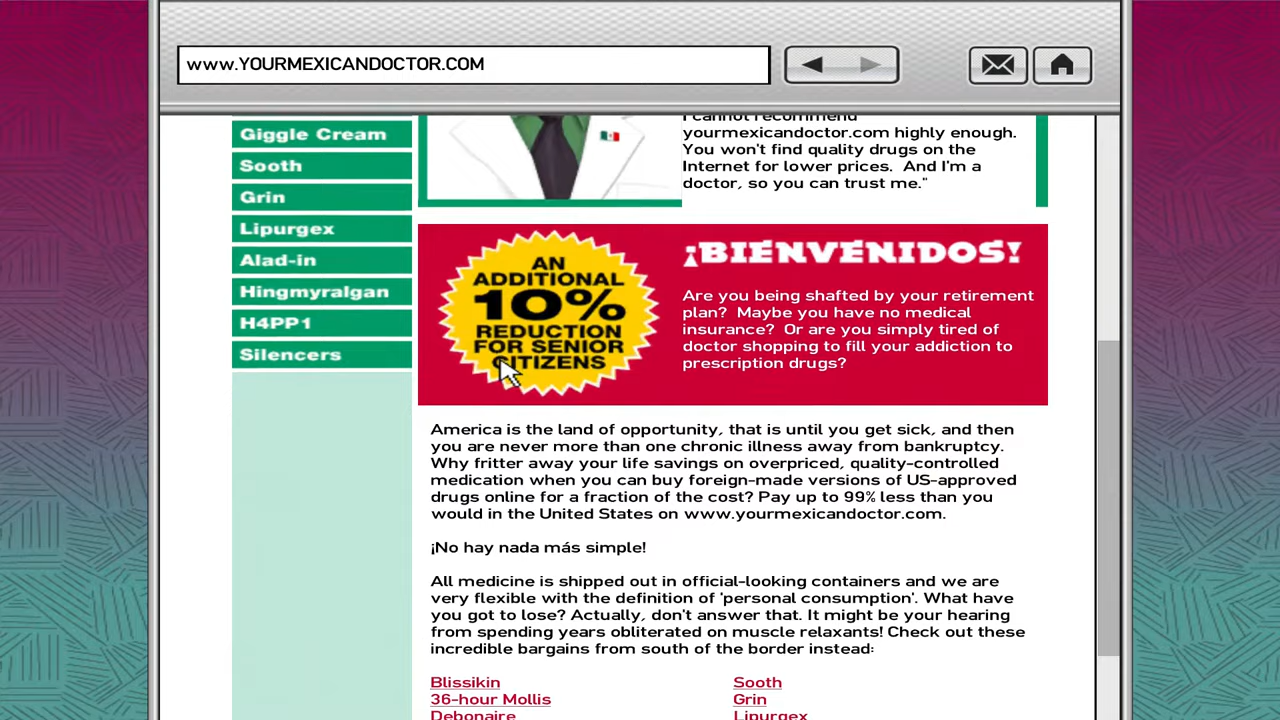 www.YOURMEXICANDOCTOR.COM
Giggle Cream
Sooth
Grin
Lipurgex
Alad-in
Hingmyralgan
H4PP1
Silencers
I cannot recommend
yourmexicandoctor.com highly enough.
You won't find quality drugs on the
Internet for lower prices.  And I'm a
doctor, so you can trust me."
AN
ADDITIONAL
10%
REDUCTION
FOR SENIOR
CITIZENS
¡BIENVENIDOS!
Are you being shafted by your retirement
plan?  Maybe you have no medical
insurance?  Or are you simply tired of
doctor shopping to fill your addiction to
prescription drugs?
America is the land of opportunity, that is until you get sick, and then
you are never more than one chronic illness away from bankruptcy.
Why fritter away your life savings on overpriced, quality-controlled
medication when you can buy foreign-made versions of US-approved
drugs online for a fraction of the cost? Pay up to 99% less than you
would in the United States on www.yourmexicandoctor.com.
¡No hay nada más simple!
All medicine is shipped out in official-looking containers and we are
very flexible with the definition of 'personal consumption'. What have
you got to lose? Actually, don't answer that. It might be your hearing
from spending years obliterated on muscle relaxants! Check out these
incredible bargains from south of the border instead:
Blissikin
36-hour Mollis
Debonaire
Sooth
Grin
Lipurgex